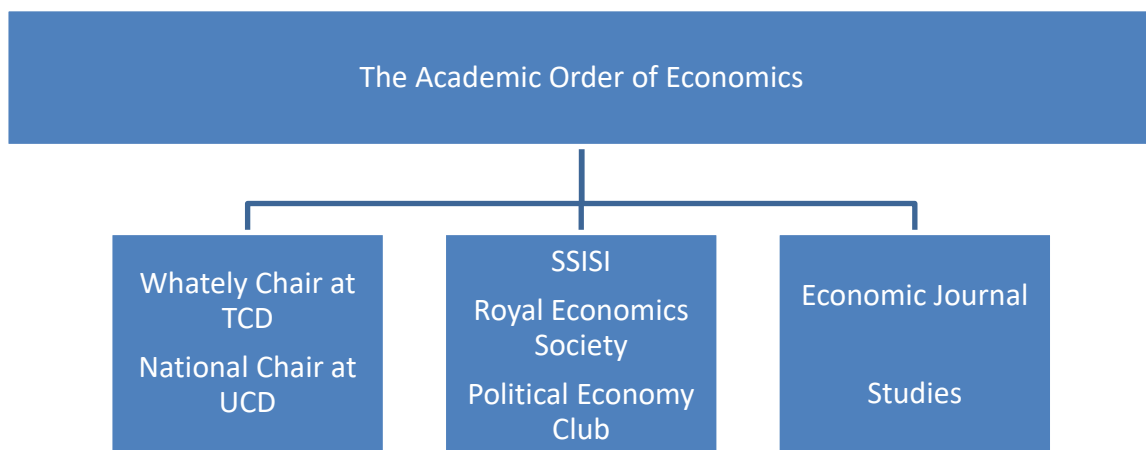 The Academic Order of Economics
Whately Chair at
TCD
National Chair at
UCD
SSISI
Royal Economics
Society
Political Economy
Club
Economic Journal
Studies